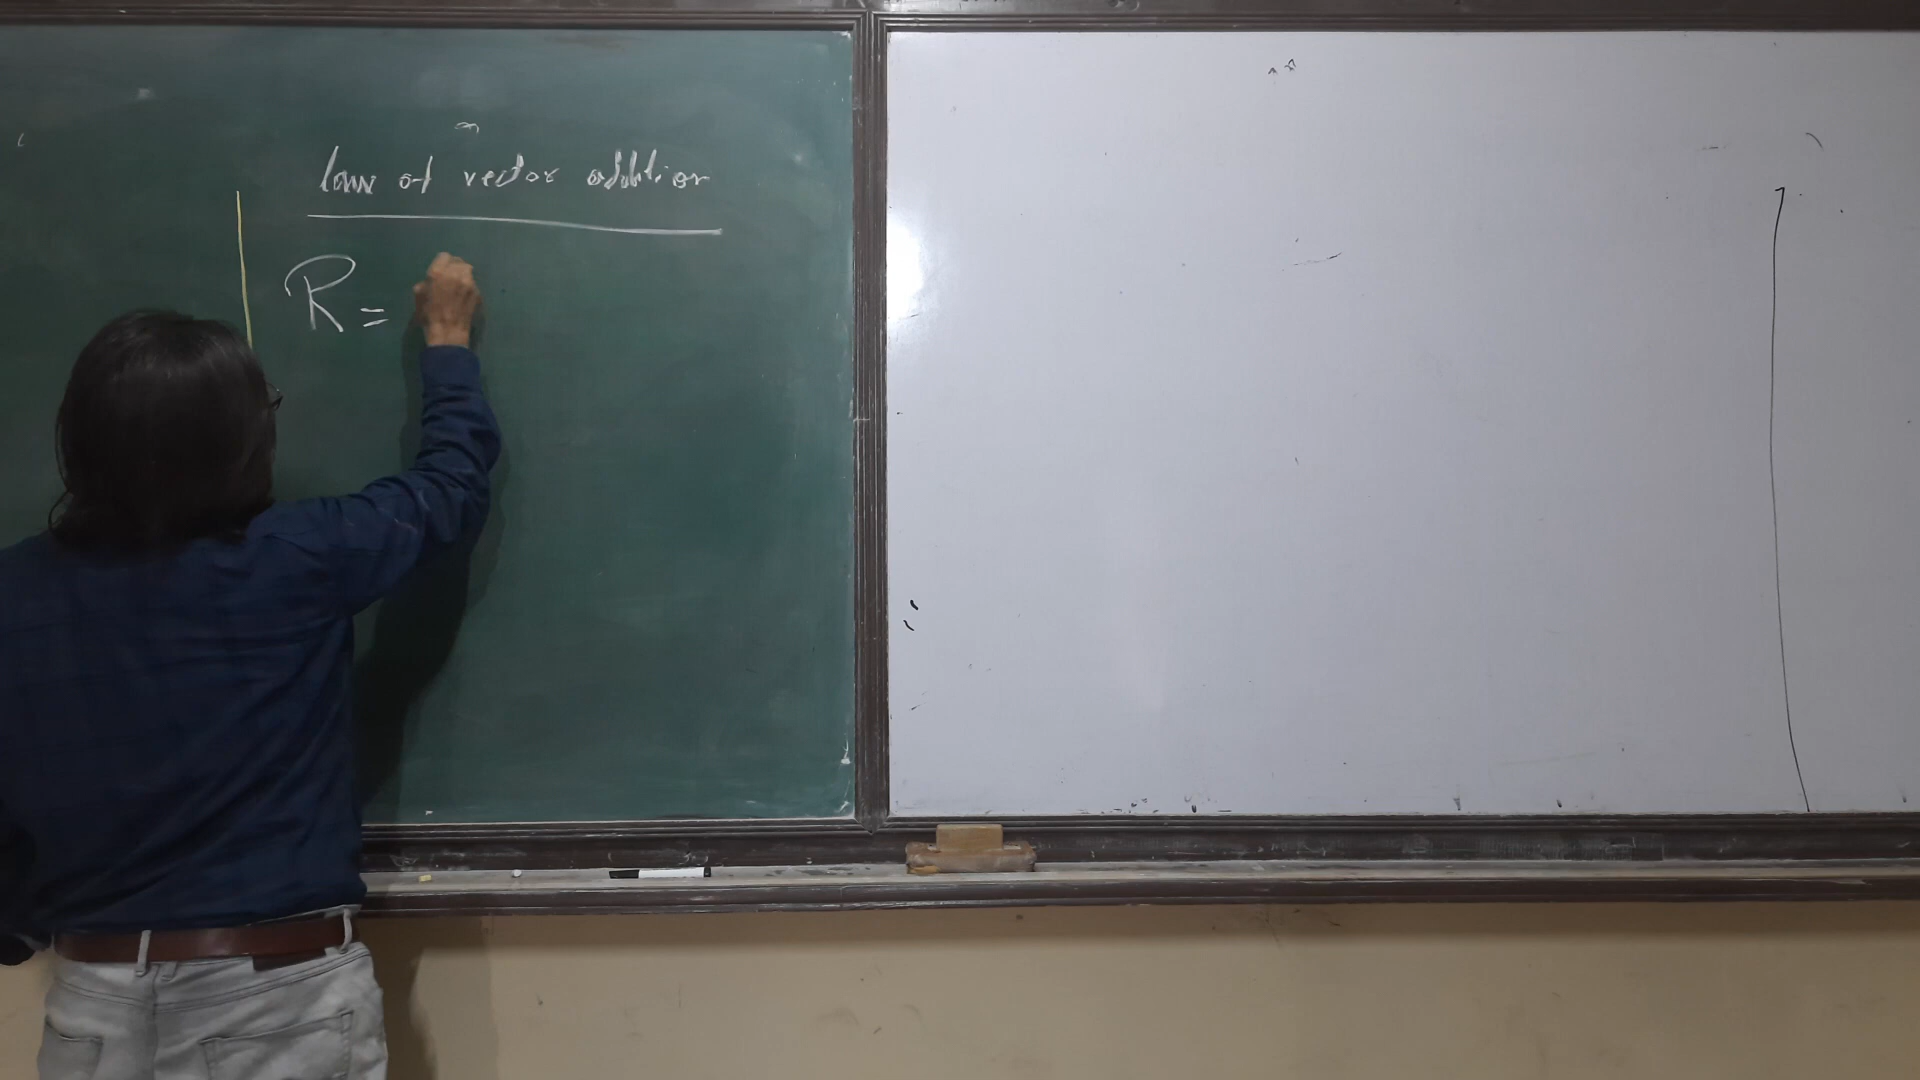 law of vector addition
R =